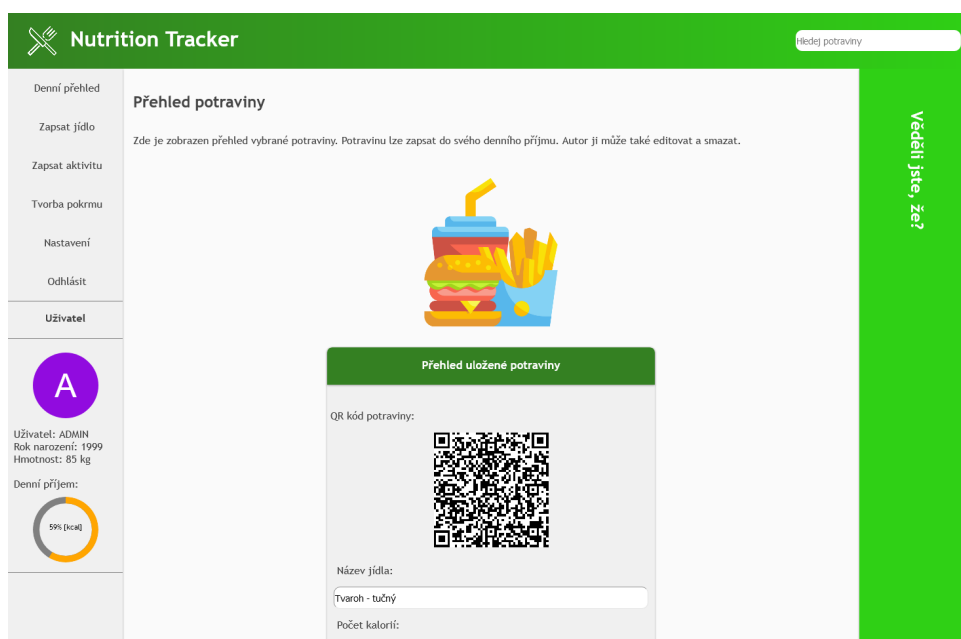 Nutrition Tracker
Hledej potraviny
Denní přehled
Zapsat jídlo
Zapsat aktivitu
Tvorba pokrmu
Nastavení
Odhlásit
Uživatel
A
Uživatel: ADMIN
Rok narození: 1999
Hmotnost: 85 kg
Denní příjem:
59% [kcal]
Přehled potraviny
Zde je zobrazen přehled vybrané potraviny. Potravinu lze zapsat do svého denního příjmu. Autor ji může také editovat a smazat.
Přehled uložené potraviny
QR kód potraviny:
Název jídla:
Tvaroh - tučný
Počet kalorií:
Věděli jste, že?